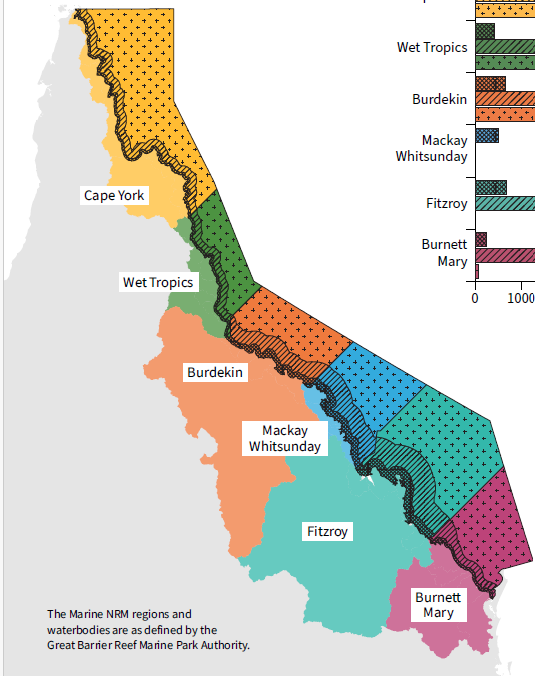 Wet Tropics
Burdekin
Mackay
Whitsunday
Fitzroy
Burnett
Mary
0 1000
Cape York
Wet Tropics
Burdekin
Mackay
Whitsunday
Fitzroy
Burnett
Mary
The Marine NRM regions and
waterbodies are as defined by the
Great Barrier Reef Marine Park Authority.